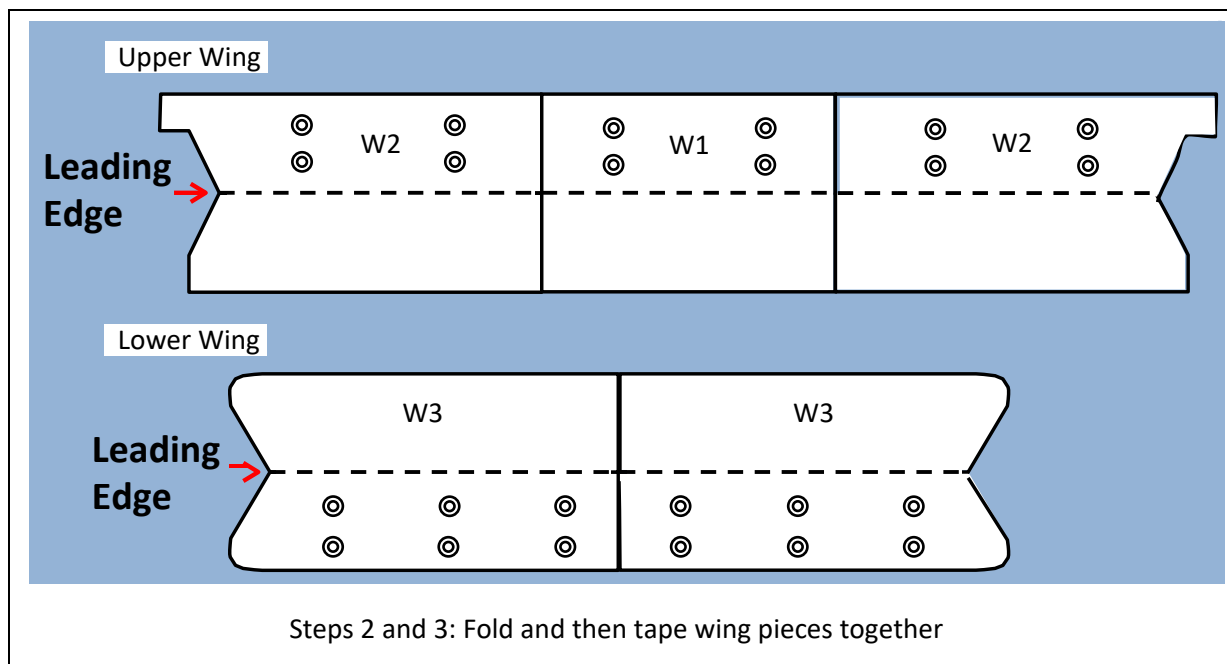 Upper Wing
W2
W1
W2
Leading
Edge
Lower Wing
W3
W3
Leading
Edge
Steps 2 and 3: Fold and then tape wing pieces together